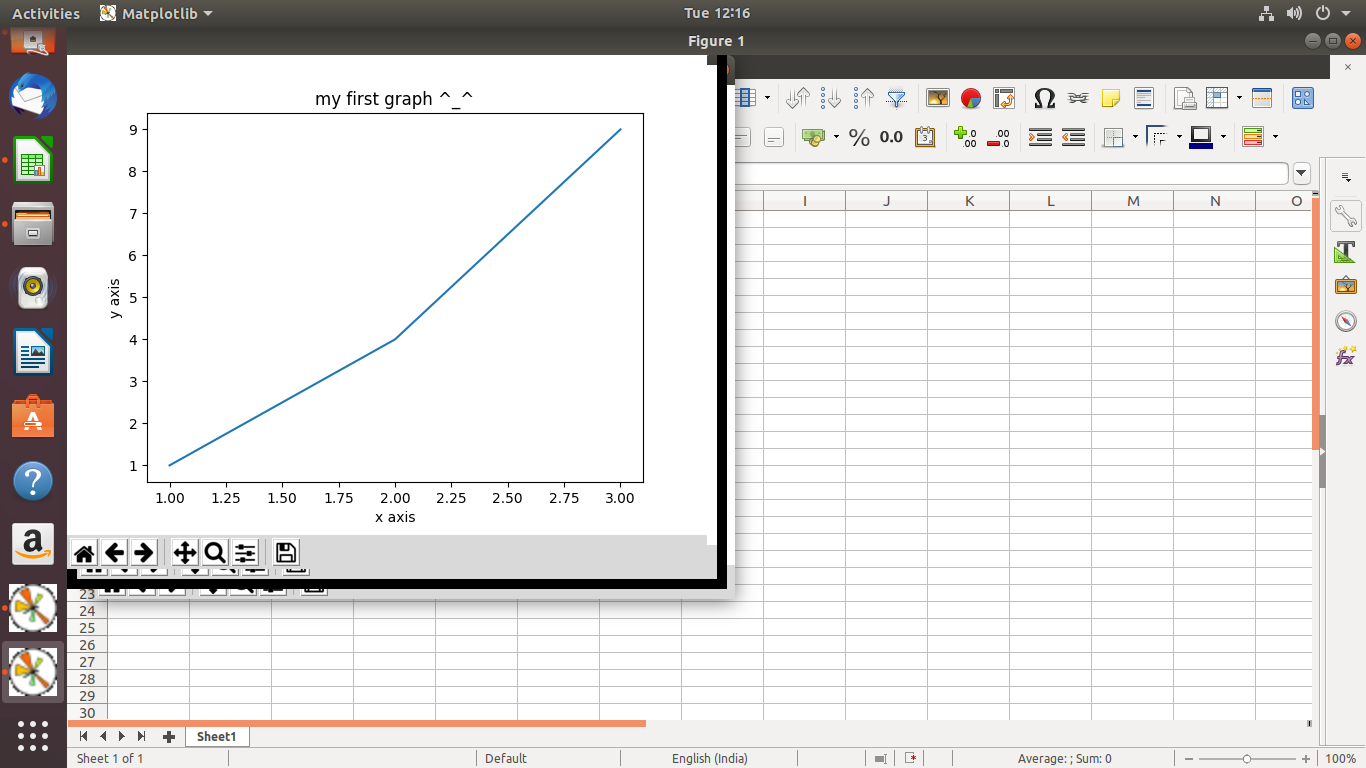 Activities Matplotlib Tue 12:16
Figure 1
my first graph ^_^
9
8
7
6
5
4
3
2
1
y axis
1.00 1.25 1.50 1.75 2.00 2.25 2.50 2.75 3.00
x axis
% 0.0
I J K L M N O
23
24
25
26
27
28
29
30
Sheet1
Sheet 1 of 1 Default English (India) Average: ; Sum: 0 100%